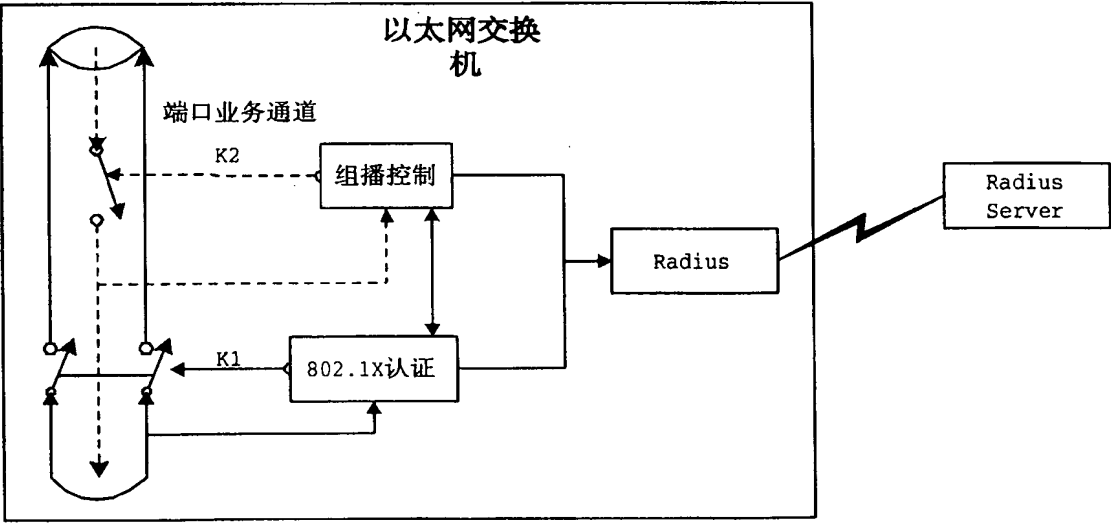 以太网交换
机
端口业务通道
K2
组播控制
Radius
Server
Radius
K1
802.1X认证